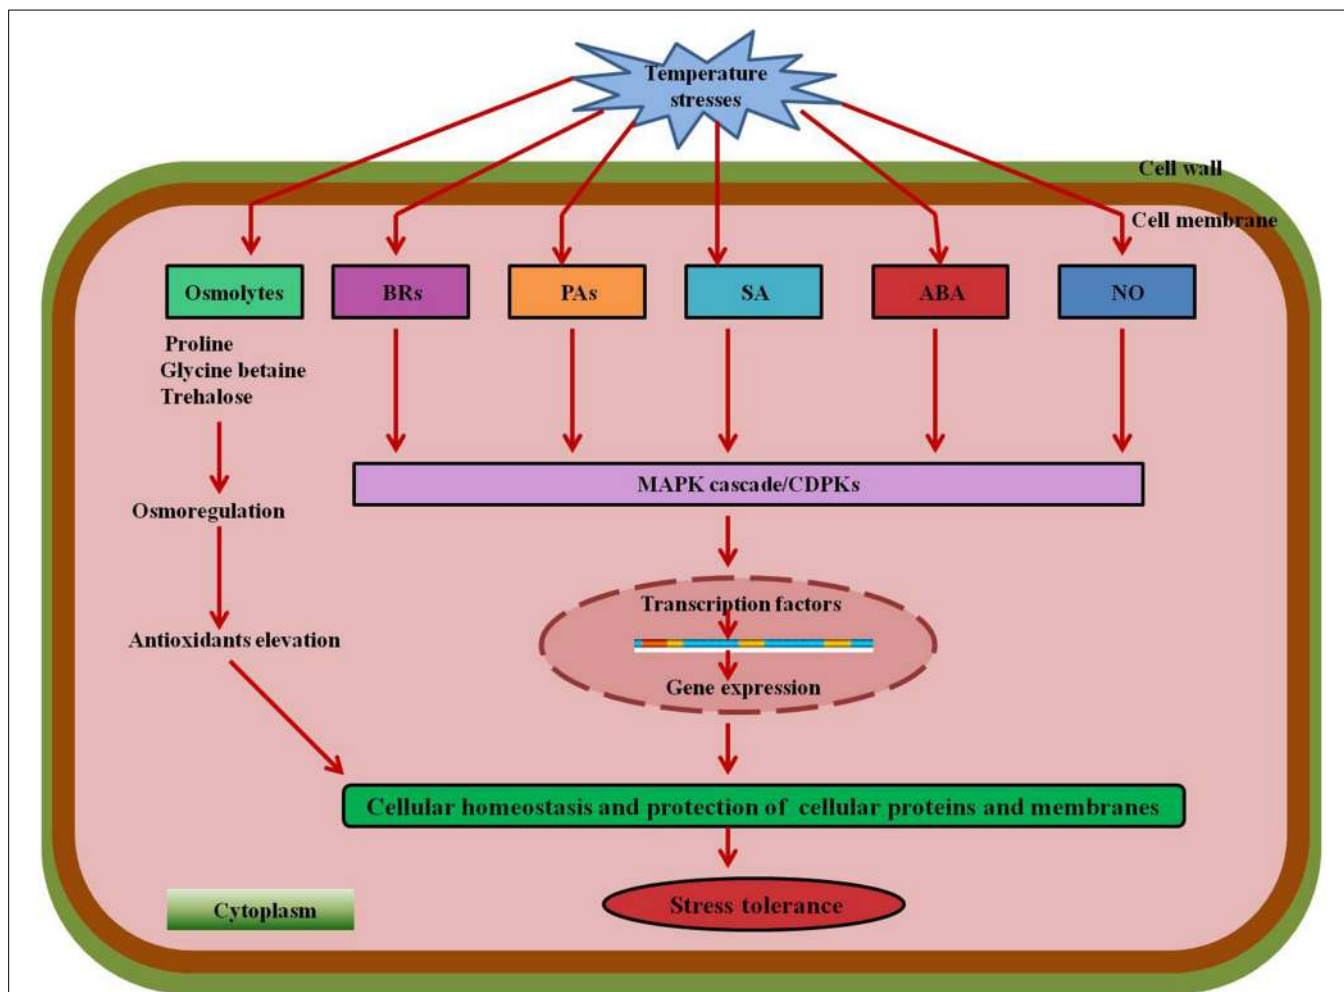 Temperature
stresses
Cell wall
Cell membrane
Osmolytes
BRs
PAs
SA
ABA
NO
Proline
Glycine betaine
Trehalose
MAPK cascade/CDPKs
Osmoregulation
Transcription factors
Antioxidants elevation
Gene expression
Cellular homeostasis and protection of cellular proteins and membranes
Cytoplasm
Stress tolerance